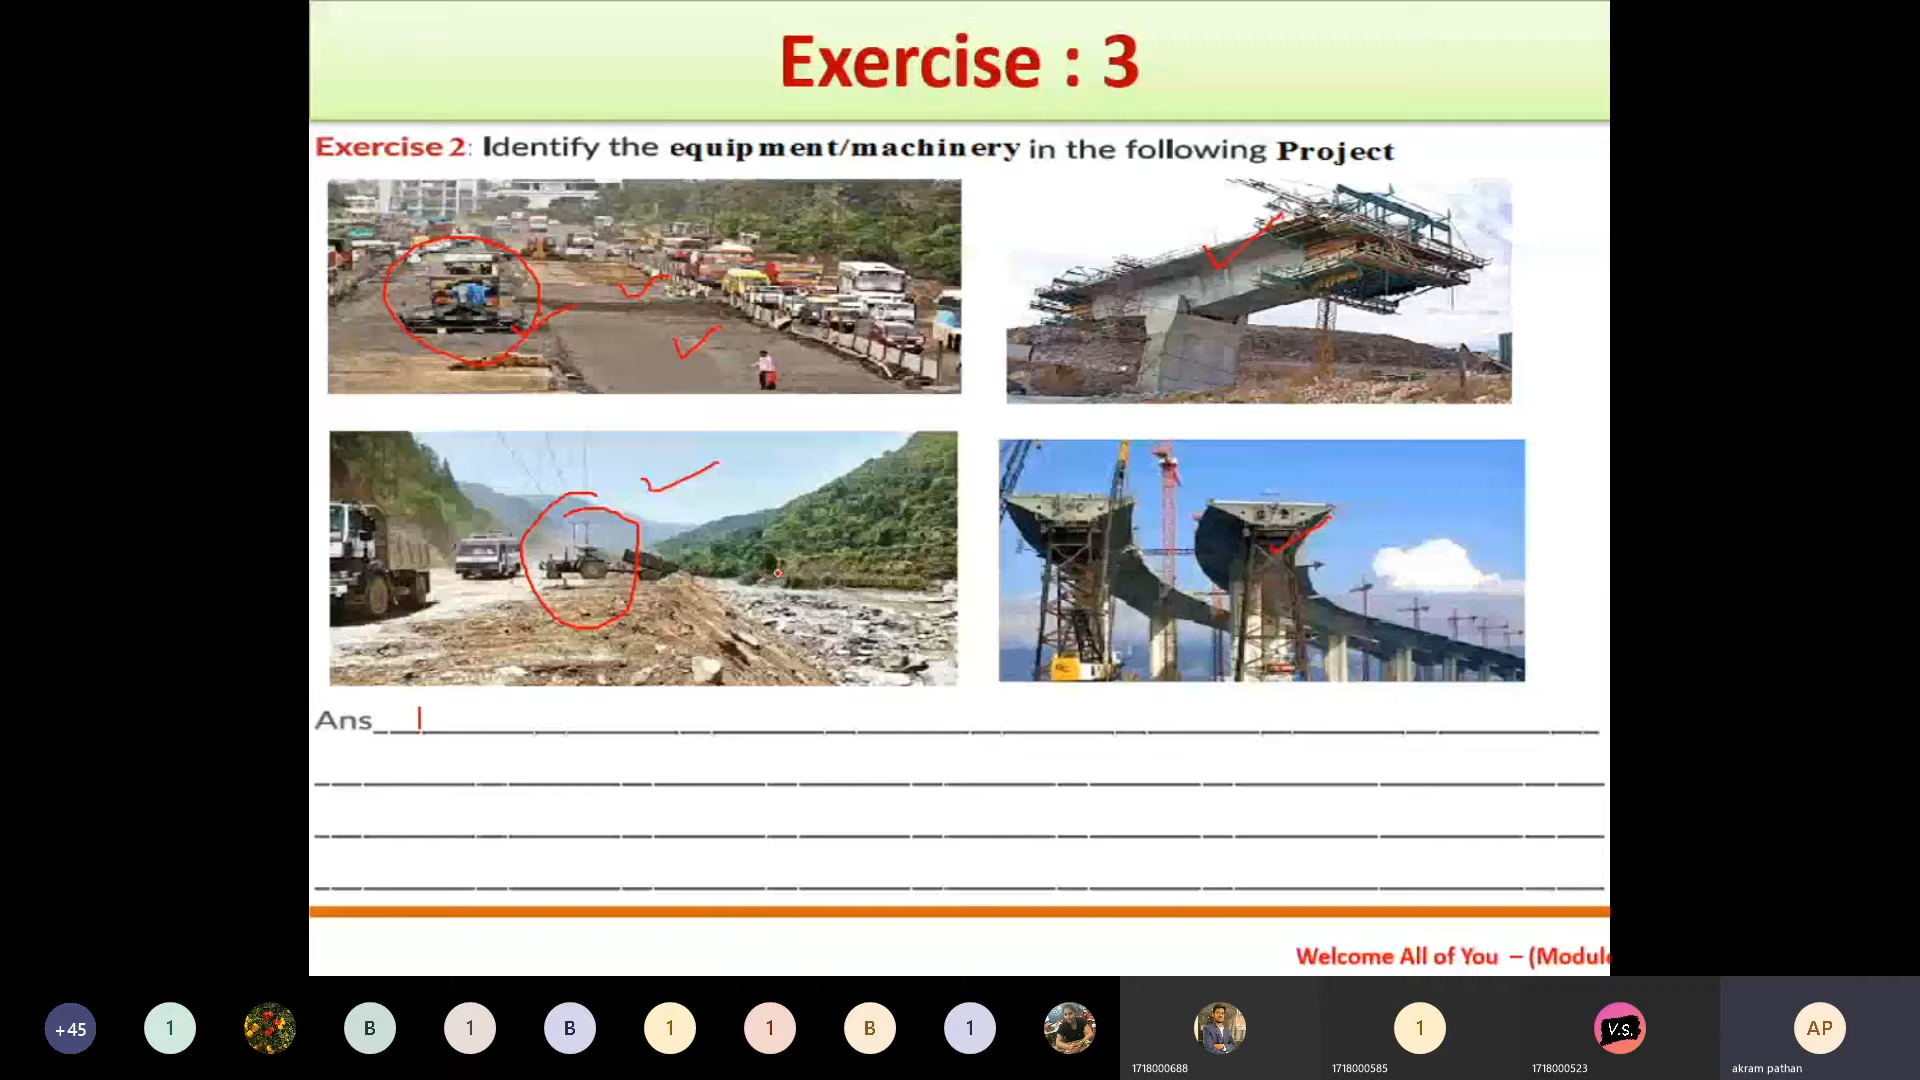 Exercise : 3
Exercise 2: Identify the equipment/machinery in the following Project
Ans
Welcome All of You – (Module
+45
1
B
1
B
1
1
B
1
1
V.S.
AP
1718000688
1718000585
1718000523
akram pathan